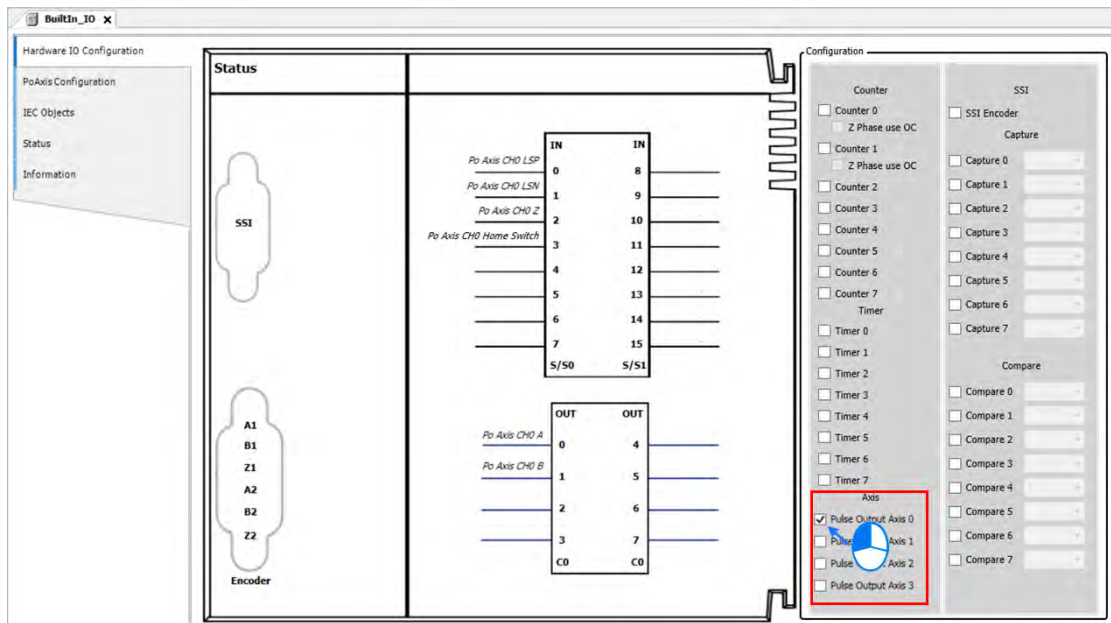 BuiltIn_IO x
Hardware IO Configuration
PoAxis Configuration
IEC Objects
Status
Information
Status
SSI
A1
B1
Z1
A2
B2
Z2
Encoder
IN IN
Po Axis CH0 LSP 0 8
Po Axis CH0 LSN 1 9
Po Axis CH0 Z 2 10
Po Axis CH0 Home Switch 3 11
4 12
5 13
6 14
7 15
S/S0 S/S1
OUT OUT
Po Axis CH0 A 0 4
Po Axis CH0 B 1 5
2 6
3 7
C0 C0
Configuration
Counter
Counter 0
Z Phase use OC
Counter 1
Z Phase use OC
Counter 2
Counter 3
Counter 4
Counter 5
Counter 6
Counter 7
Timer
Timer 0
Timer 1
Timer 2
Timer 3
Timer 4
Timer 5
Timer 6
Timer 7
Axis
Pulse Output Axis 0
Axis 1
Axis 2
Pulse Output Axis 3
SSI
SSI Encoder
Capture
Capture 0
Capture 1
Capture 2
Capture 3
Capture 4
Capture 5
Capture 6
Capture 7
Compare
Compare 0
Compare 1
Compare 2
Compare 3
Compare 4
Compare 5
Compare 6
Compare 7